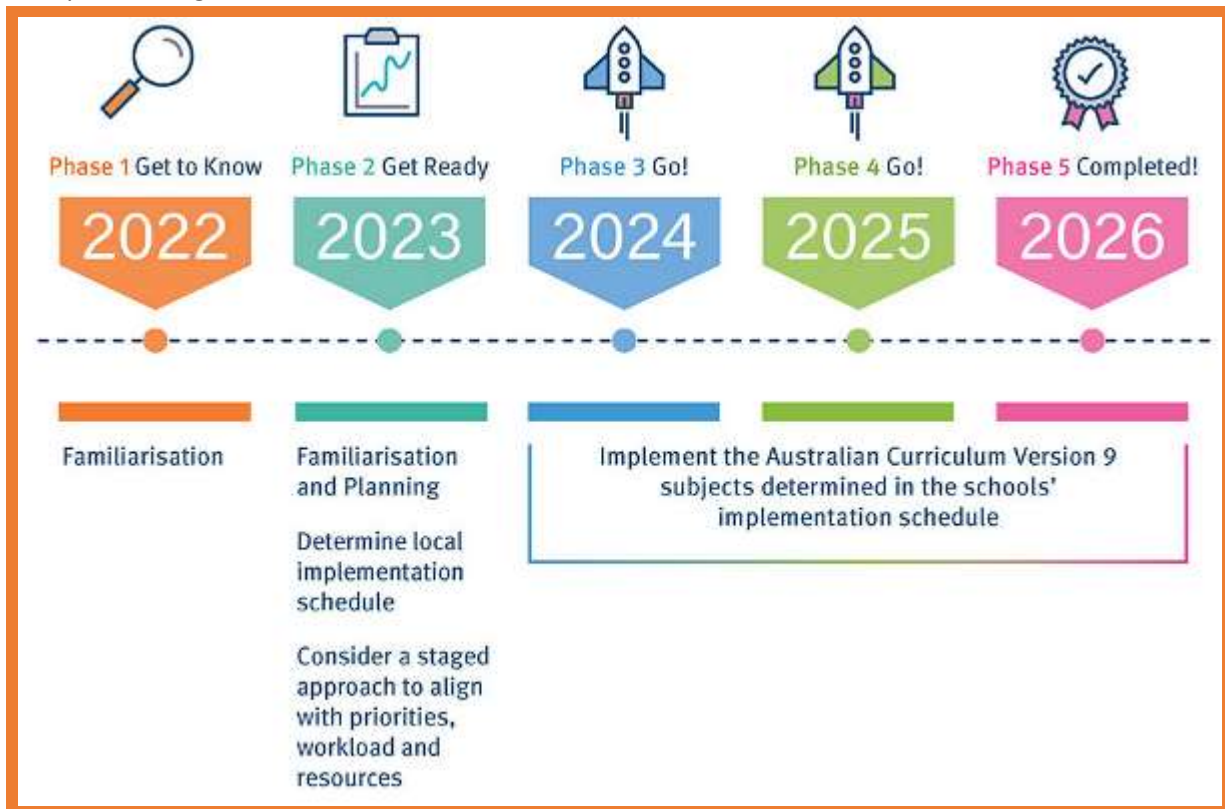 Phase 1 Get to Know
Phase 2 Get Ready
Phase 3 Go!
Phase 4 Go!
Phase 5 Completed!
2022
2023
2024
2025
2026
Familiarisation
Familiarisation
and Planning
Determine local
implementation
schedule
Consider a staged
approach to align
with priorities,
workload and
resources
Implement the Australian Curriculum Version 9
subjects determined in the schools’
implementation schedule